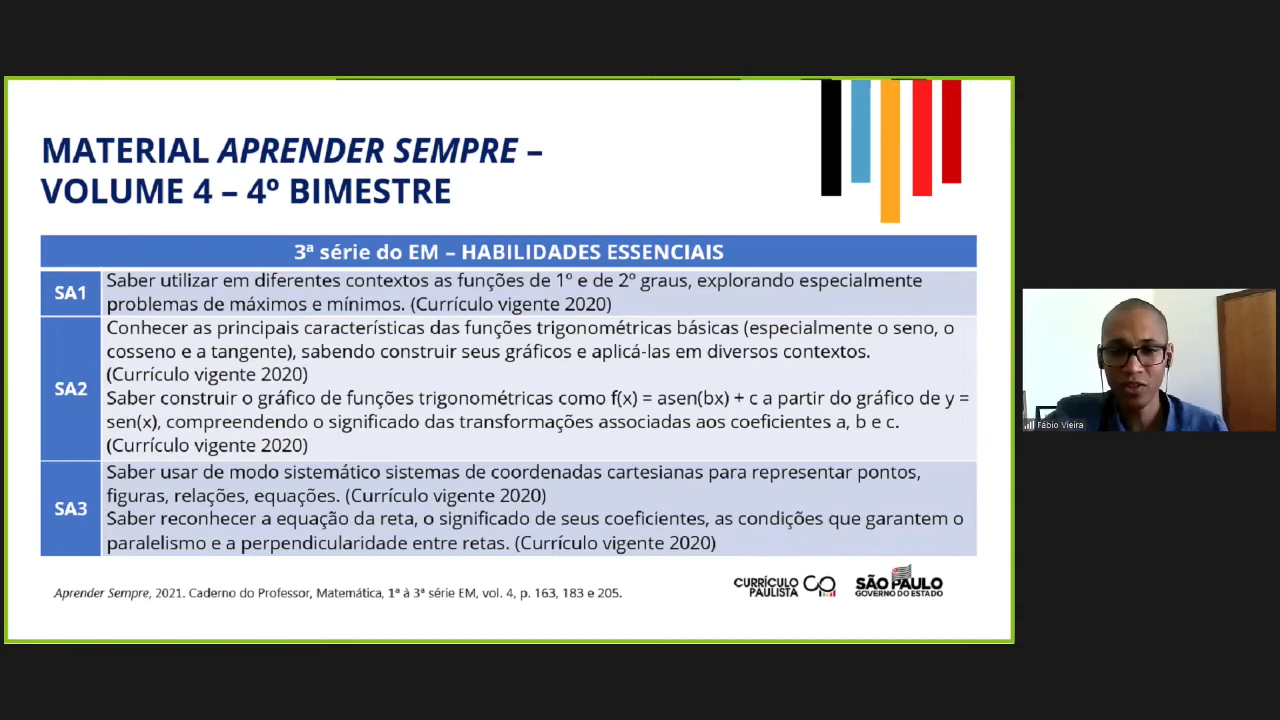 MATERIAL APRENDER SEMPRE –
VOLUME 4 – 4º BIMESTRE
3ª série do EM – HABILIDADES ESSENCIAIS
SA1
Saber utilizar em diferentes contextos as funções de 1º e de 2º graus, explorando especialmente
problemas de máximos e mínimos. (Currículo vigente 2020)
SA2
Conhecer as principais características das funções trigonométricas básicas (especialmente o seno, o
cosseno e a tangente), sabendo construir seus gráficos e aplicá-las em diversos contextos.
(Currículo vigente 2020)
Saber construir o gráfico de funções trigonométricas como f(x) = asen(bx) + c a partir do gráfico de y =
sen(x), compreendendo o significado das transformações associadas aos coeficientes a, b e c.
(Currículo vigente 2020)
SA3
Saber usar de modo sistemático sistemas de coordenadas cartesianas para representar pontos,
figuras, relações, equações. (Currículo vigente 2020)
Saber reconhecer a equação da reta, o significado de seus coeficientes, as condições que garantem o
paralelismo e a perpendicularidade entre retas. (Currículo vigente 2020)
Aprender Sempre, 2021. Caderno do Professor, Matemática, 1ª à 3ª série EM, vol. 4, p. 163, 183 e 205.
CURRÍCULO
PAULISTA
SÃO PAULO
GOVERNO DO ESTADO
Fábio Vieira